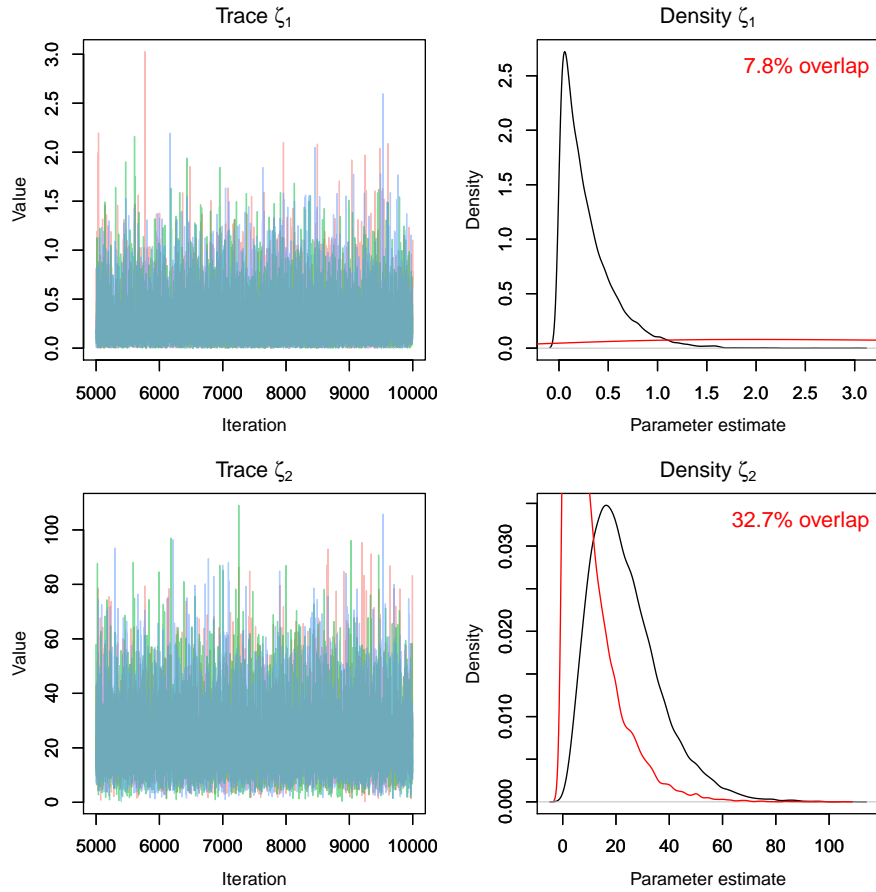 Trace ζ1
Value
0.0 0.5 1.0 1.5 2.0 2.5 3.0
5000 6000 7000 8000 9000 10000
Iteration
Density ζ1
7.8% overlap
Density
0.0 0.5 1.0 1.5 2.0 2.5
0.0 0.5 1.0 1.5 2.0 2.5 3.0
Parameter estimate
Trace ζ2
Value
0 20 40 60 80 100
5000 6000 7000 8000 9000 10000
Iteration
Density ζ2
32.7% overlap
Density
0.000 0.010 0.020 0.030
0 20 40 60 80 100
Parameter estimate